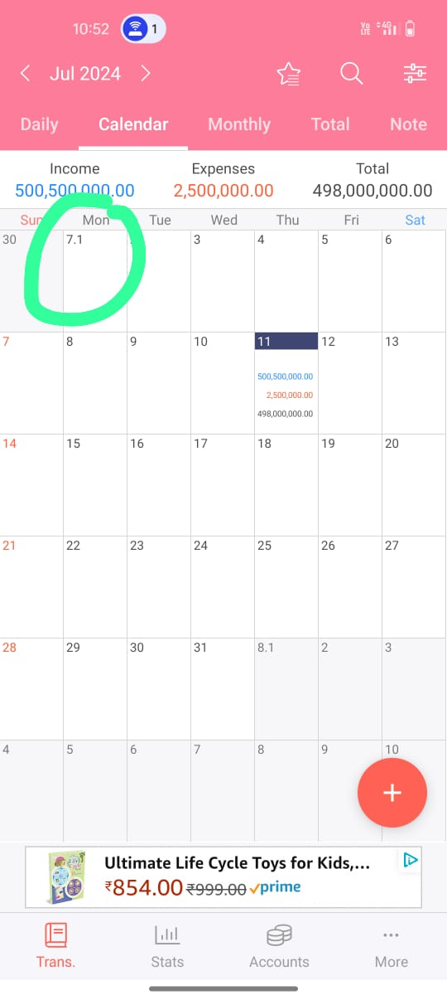 10:52 1 Vo LTE 4G
Jul 2024
Daily Calendar Monthly Total Note
Income Expenses Total
500,500,000.00 2,500,000.00 498,000,000.00
Sun Mon Tue Wed Thu Fri Sat
30 7.1 3 4 5 6
7 8 9 10 11 12 13
500,500,000.00
2,500,000.00
498,000,000.00
14 15 16 17 18 19 20
21 22 23 24 25 26 27
28 29 30 31 8.1 2 3
4 5 6 7 8 9 10
+
Ultimate Life Cycle Toys for Kids,...
₹854.00 ₹999.00 prime
Trans. Stats Accounts More